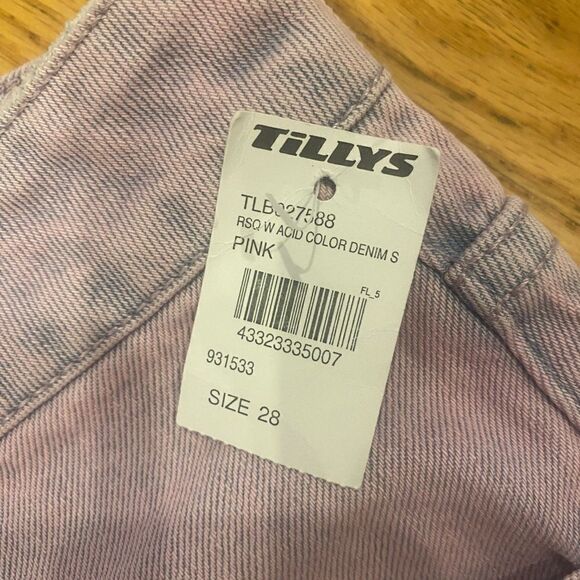 TiLLYS
RSQ W ACID COLOR DENIM S
PINK
FL_5
43323335007
931533
SIZE 28